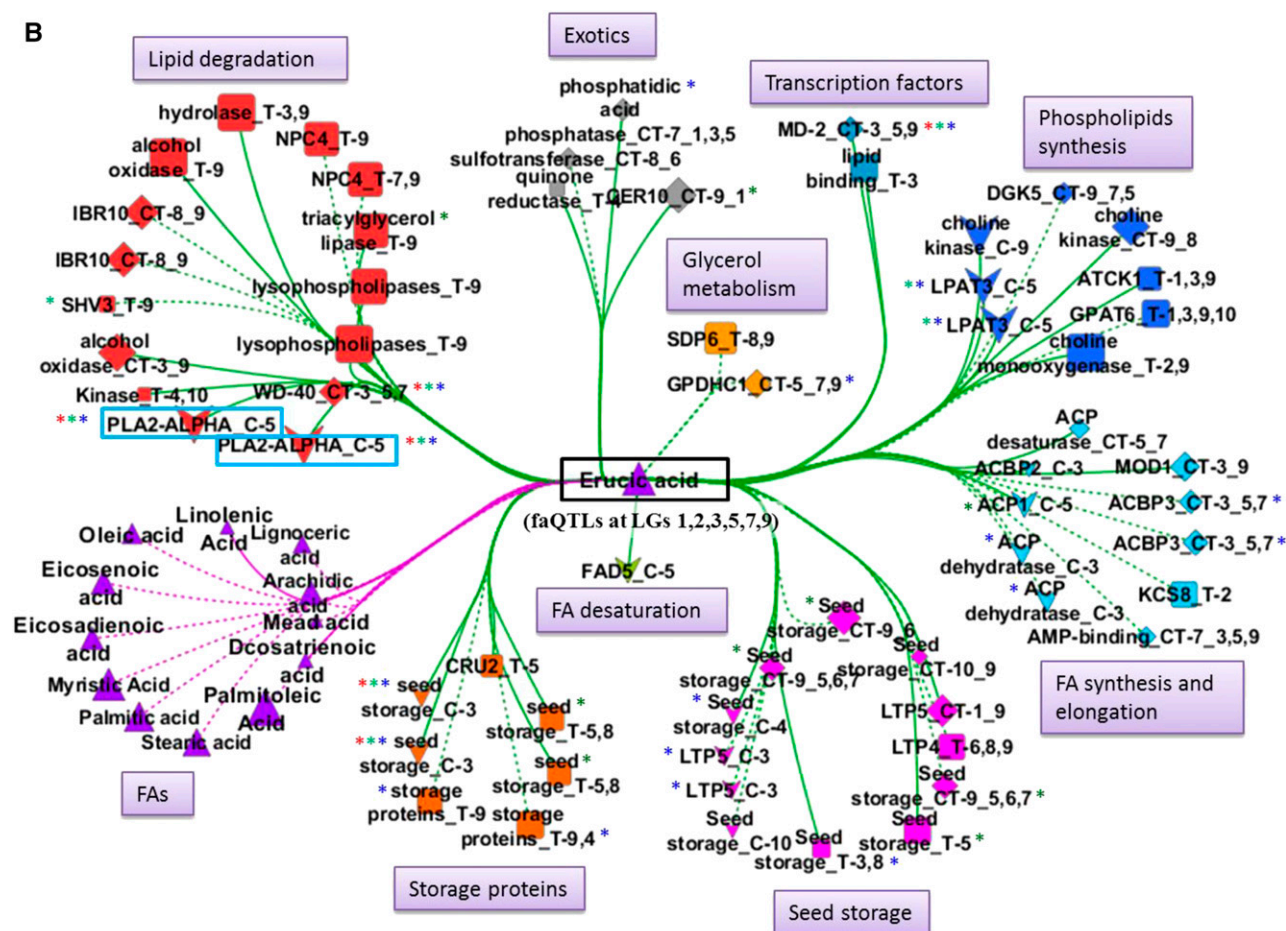 B
Exotics
Lipid degradation
Transcription factors
phosphatidic *
acid
phosphatase_CT-7_1,3,5
sulfotransferase_CT-8_6
quinone
reductase_T-4
OER10_CT-9_1 *
hydrolase_T-3,9
NPC4_T-9
alcohol
oxidase_T-9
NPC4_T-7,9
triacylglycerol *
lipase_T-9
IBR10_CT-8_9
IBR10_CT-8_9
* SHV3_T-9
lysophospholipases_T-9
lysophospholipases_T-9
alcohol
oxidase_CT-3_9
Kinase_T-4,10
WD-40_CT-3_5,7 ***
*** PLA2-ALPHA_C-5
PLA2-ALPHA_C-5 ***
MD-2_CT-3_5,9 ***
lipid
binding_T-3
Phospholipids
synthesis
DGK5_CT-9_7,5
choline
kinase_C-9
choline
kinase_CT-9_8
** LPAT3_C-5
ATCK1_T-1,3,9
** LPAT3_C-5
GPAT6_T-1,3,9,10
choline
monooxygenase_T-2,9
Glycerol
metabolism
SDP6_T-8,9
GPDHC1_CT-5_7,9 *
Erucic acid
(faQTLs at LGs 1,2,3,5,7,9)
FAD5_C-5
FA desaturation
ACP
desaturase_CT-5_7
ACBP2_C-3
MOD1_CT-3_9
* ACP1_C-5
ACBP3_CT-3_5,7 *
* ACP
dehydratase_C-3
ACBP3_CT-3_5,7 *
* ACP
dehydratase_C-3
KCS8_T-2
AMP-binding_CT-7_3,5,9
FA synthesis and
elongation
Linolenic
Acid
Oleic acid
Lignoceric
acid
Eicosenoic
acid
Arachidic
acid
Mead acid
Eicosadienoic
acid
Dcosatrienoic
acid
Myristic Acid
Palmitoleic
Acid
Palmitic acid
Stearic acid
FAs
CRU2_T-5
*** seed
storage_C-3
seed *
storage_T-5,8
*** seed
storage_C-3
seed *
storage_T-5,8
* storage
proteins_T-9
storage
proteins_T-9,4 *
Storage proteins
* Seed
storage_CT-9_6
* Seed
storage_CT-9_5,6,7
Seed
storage_CT-10_9
* Seed
storage_C-4
LTP5_CT-1_9
* LTP5_C-3
LTP4_T-6,8,9
* LTP5_C-3
Seed
storage_CT-9_5,6,7 *
Seed
storage_C-10
Seed
storage_T-5 *
Seed
storage_T-3,8 *
Seed storage